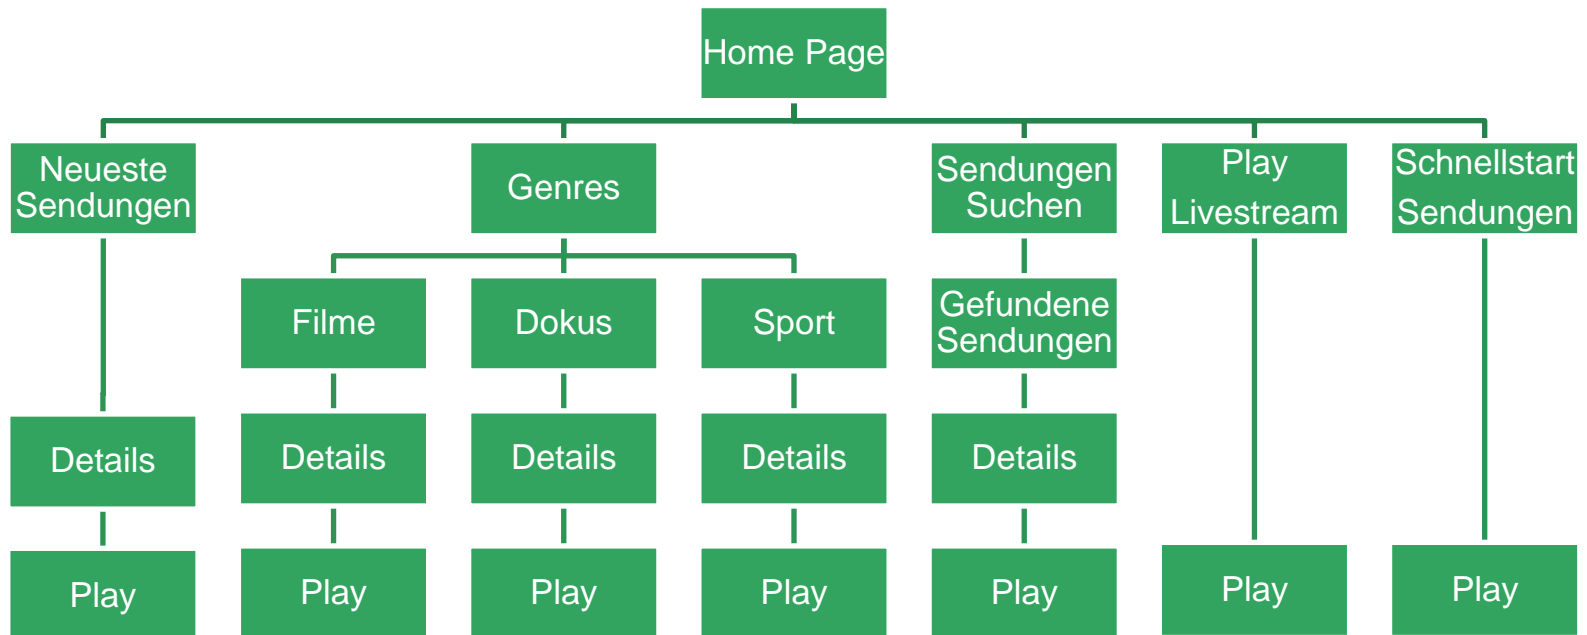 Home Page
Neueste
Sendungen
Genres
Sendungen
Suchen
Play
Livestream
Schnellstart
Sendungen
Filme
Dokus
Sport
Gefundene
Sendungen
Details
Details
Details
Details
Details
Play
Play
Play
Play
Play
Play
Play